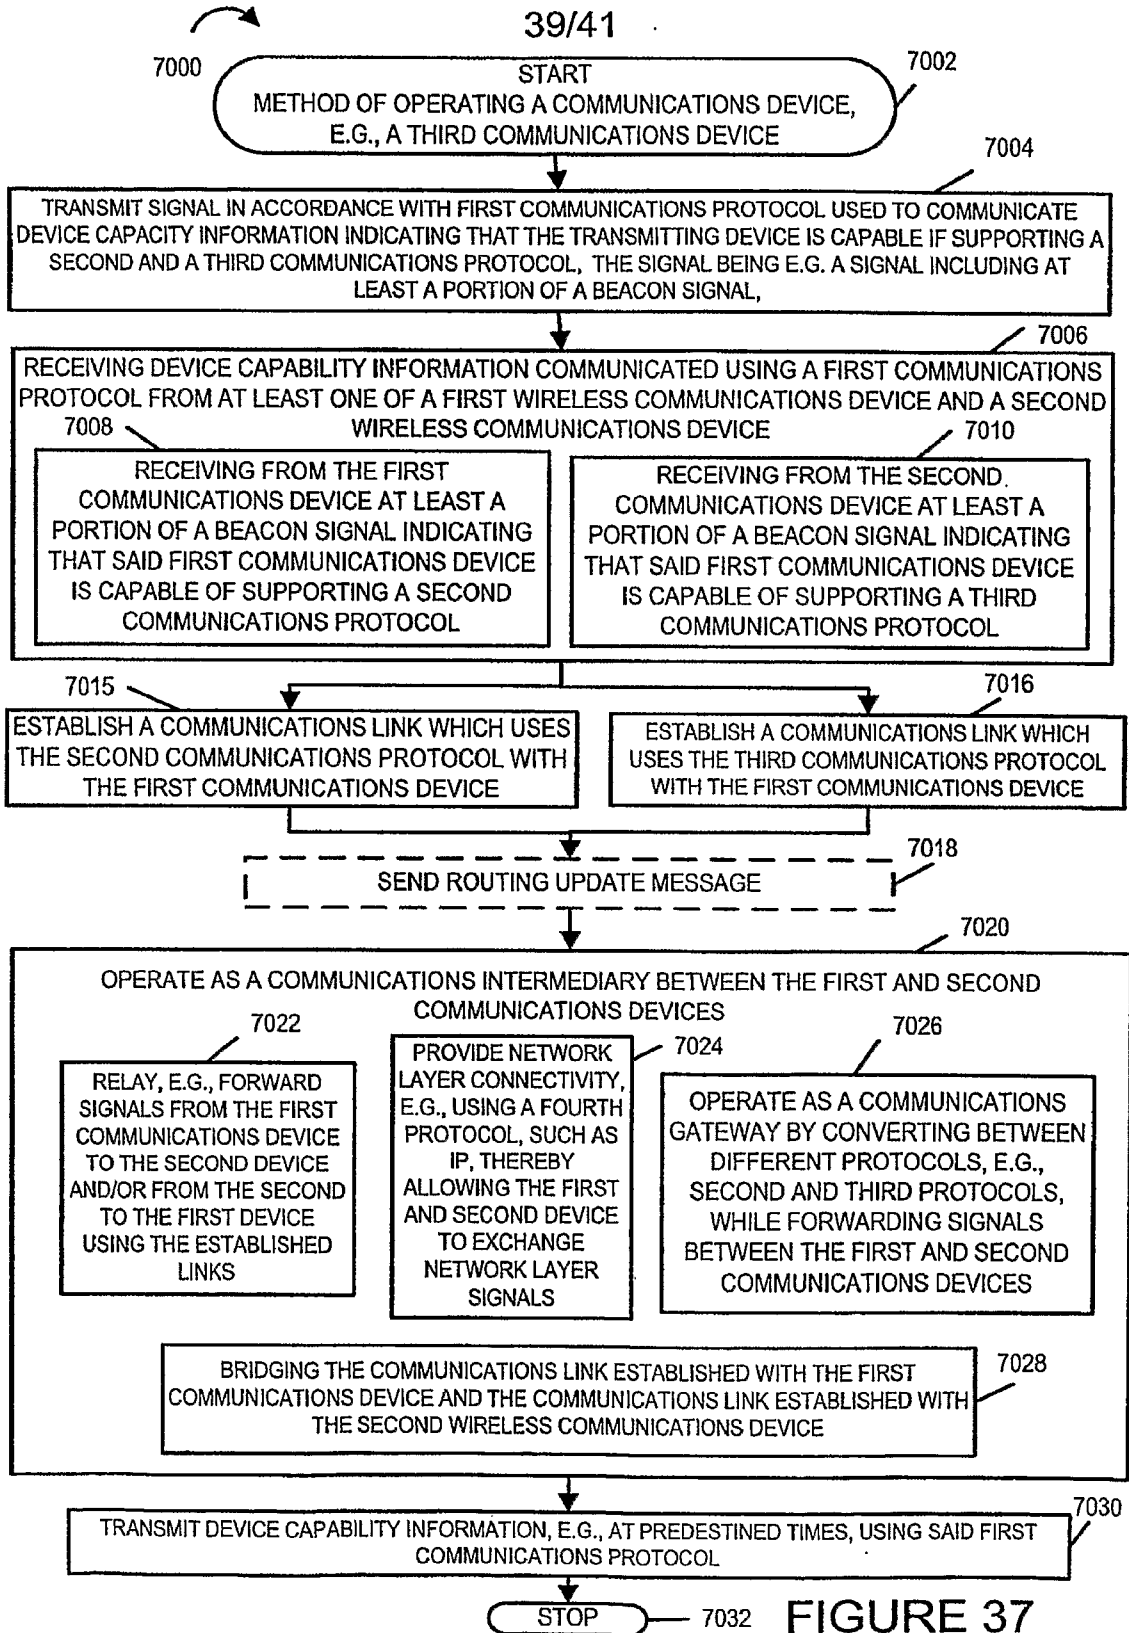 39/41
7000
7002
START
METHOD OF OPERATING A COMMUNICATIONS DEVICE,
E.G., A THIRD COMMUNICATIONS DEVICE
7004
TRANSMIT SIGNAL IN ACCORDANCE WITH FIRST COMMUNICATIONS PROTOCOL USED TO COMMUNICATE
DEVICE CAPACITY INFORMATION INDICATING THAT THE TRANSMITTING DEVICE IS CAPABLE IF SUPPORTING A
SECOND AND A THIRD COMMUNICATIONS PROTOCOL, THE SIGNAL BEING E.G. A SIGNAL INCLUDING AT
LEAST A PORTION OF A BEACON SIGNAL,
7006
RECEIVING DEVICE CAPABILITY INFORMATION COMMUNICATED USING A FIRST COMMUNICATIONS
PROTOCOL FROM AT LEAST ONE OF A FIRST WIRELESS COMMUNICATIONS DEVICE AND A SECOND
WIRELESS COMMUNICATIONS DEVICE
7008
RECEIVING FROM THE FIRST
COMMUNICATIONS DEVICE AT LEAST A
PORTION OF A BEACON SIGNAL INDICATING
THAT SAID FIRST COMMUNICATIONS DEVICE
IS CAPABLE OF SUPPORTING A SECOND
COMMUNICATIONS PROTOCOL
7010
RECEIVING FROM THE SECOND.
COMMUNICATIONS DEVICE AT LEAST A
PORTION OF A BEACON SIGNAL INDICATING
THAT SAID FIRST COMMUNICATIONS DEVICE
IS CAPABLE OF SUPPORTING A THIRD
COMMUNICATIONS PROTOCOL
7015
ESTABLISH A COMMUNICATIONS LINK WHICH USES
THE SECOND COMMUNICATIONS PROTOCOL WITH
THE FIRST COMMUNICATIONS DEVICE
7016
ESTABLISH A COMMUNICATIONS LINK WHICH
USES THE THIRD COMMUNICATIONS PROTOCOL
WITH THE FIRST COMMUNICATIONS DEVICE
7018
SEND ROUTING UPDATE MESSAGE
7020
OPERATE AS A COMMUNICATIONS INTERMEDIARY BETWEEN THE FIRST AND SECOND
COMMUNICATIONS DEVICES
7022
RELAY, E.G., FORWARD
SIGNALS FROM THE FIRST
COMMUNICATIONS DEVICE
TO THE SECOND DEVICE
AND/OR FROM THE SECOND
TO THE FIRST DEVICE
USING THE ESTABLISHED
LINKS
7024
PROVIDE NETWORK
LAYER CONNECTIVITY,
E.G., USING A FOURTH
PROTOCOL, SUCH AS
IP, THEREBY
ALLOWING THE FIRST
AND SECOND DEVICE
TO EXCHANGE
NETWORK LAYER
SIGNALS
7026
OPERATE AS A COMMUNICATIONS
GATEWAY BY CONVERTING BETWEEN
DIFFERENT PROTOCOLS, E.G.,
SECOND AND THIRD PROTOCOLS,
WHILE FORWARDING SIGNALS
BETWEEN THE FIRST AND SECOND
COMMUNICATIONS DEVICES
7028
BRIDGING THE COMMUNICATIONS LINK ESTABLISHED WITH THE FIRST
COMMUNICATIONS DEVICE AND THE COMMUNICATIONS LINK ESTABLISHED WITH
THE SECOND WIRELESS COMMUNICATIONS DEVICE
7030
TRANSMIT DEVICE CAPABILITY INFORMATION, E.G., AT PREDESTINED TIMES, USING SAID FIRST
COMMUNICATIONS PROTOCOL
STOP
7032
FIGURE 37